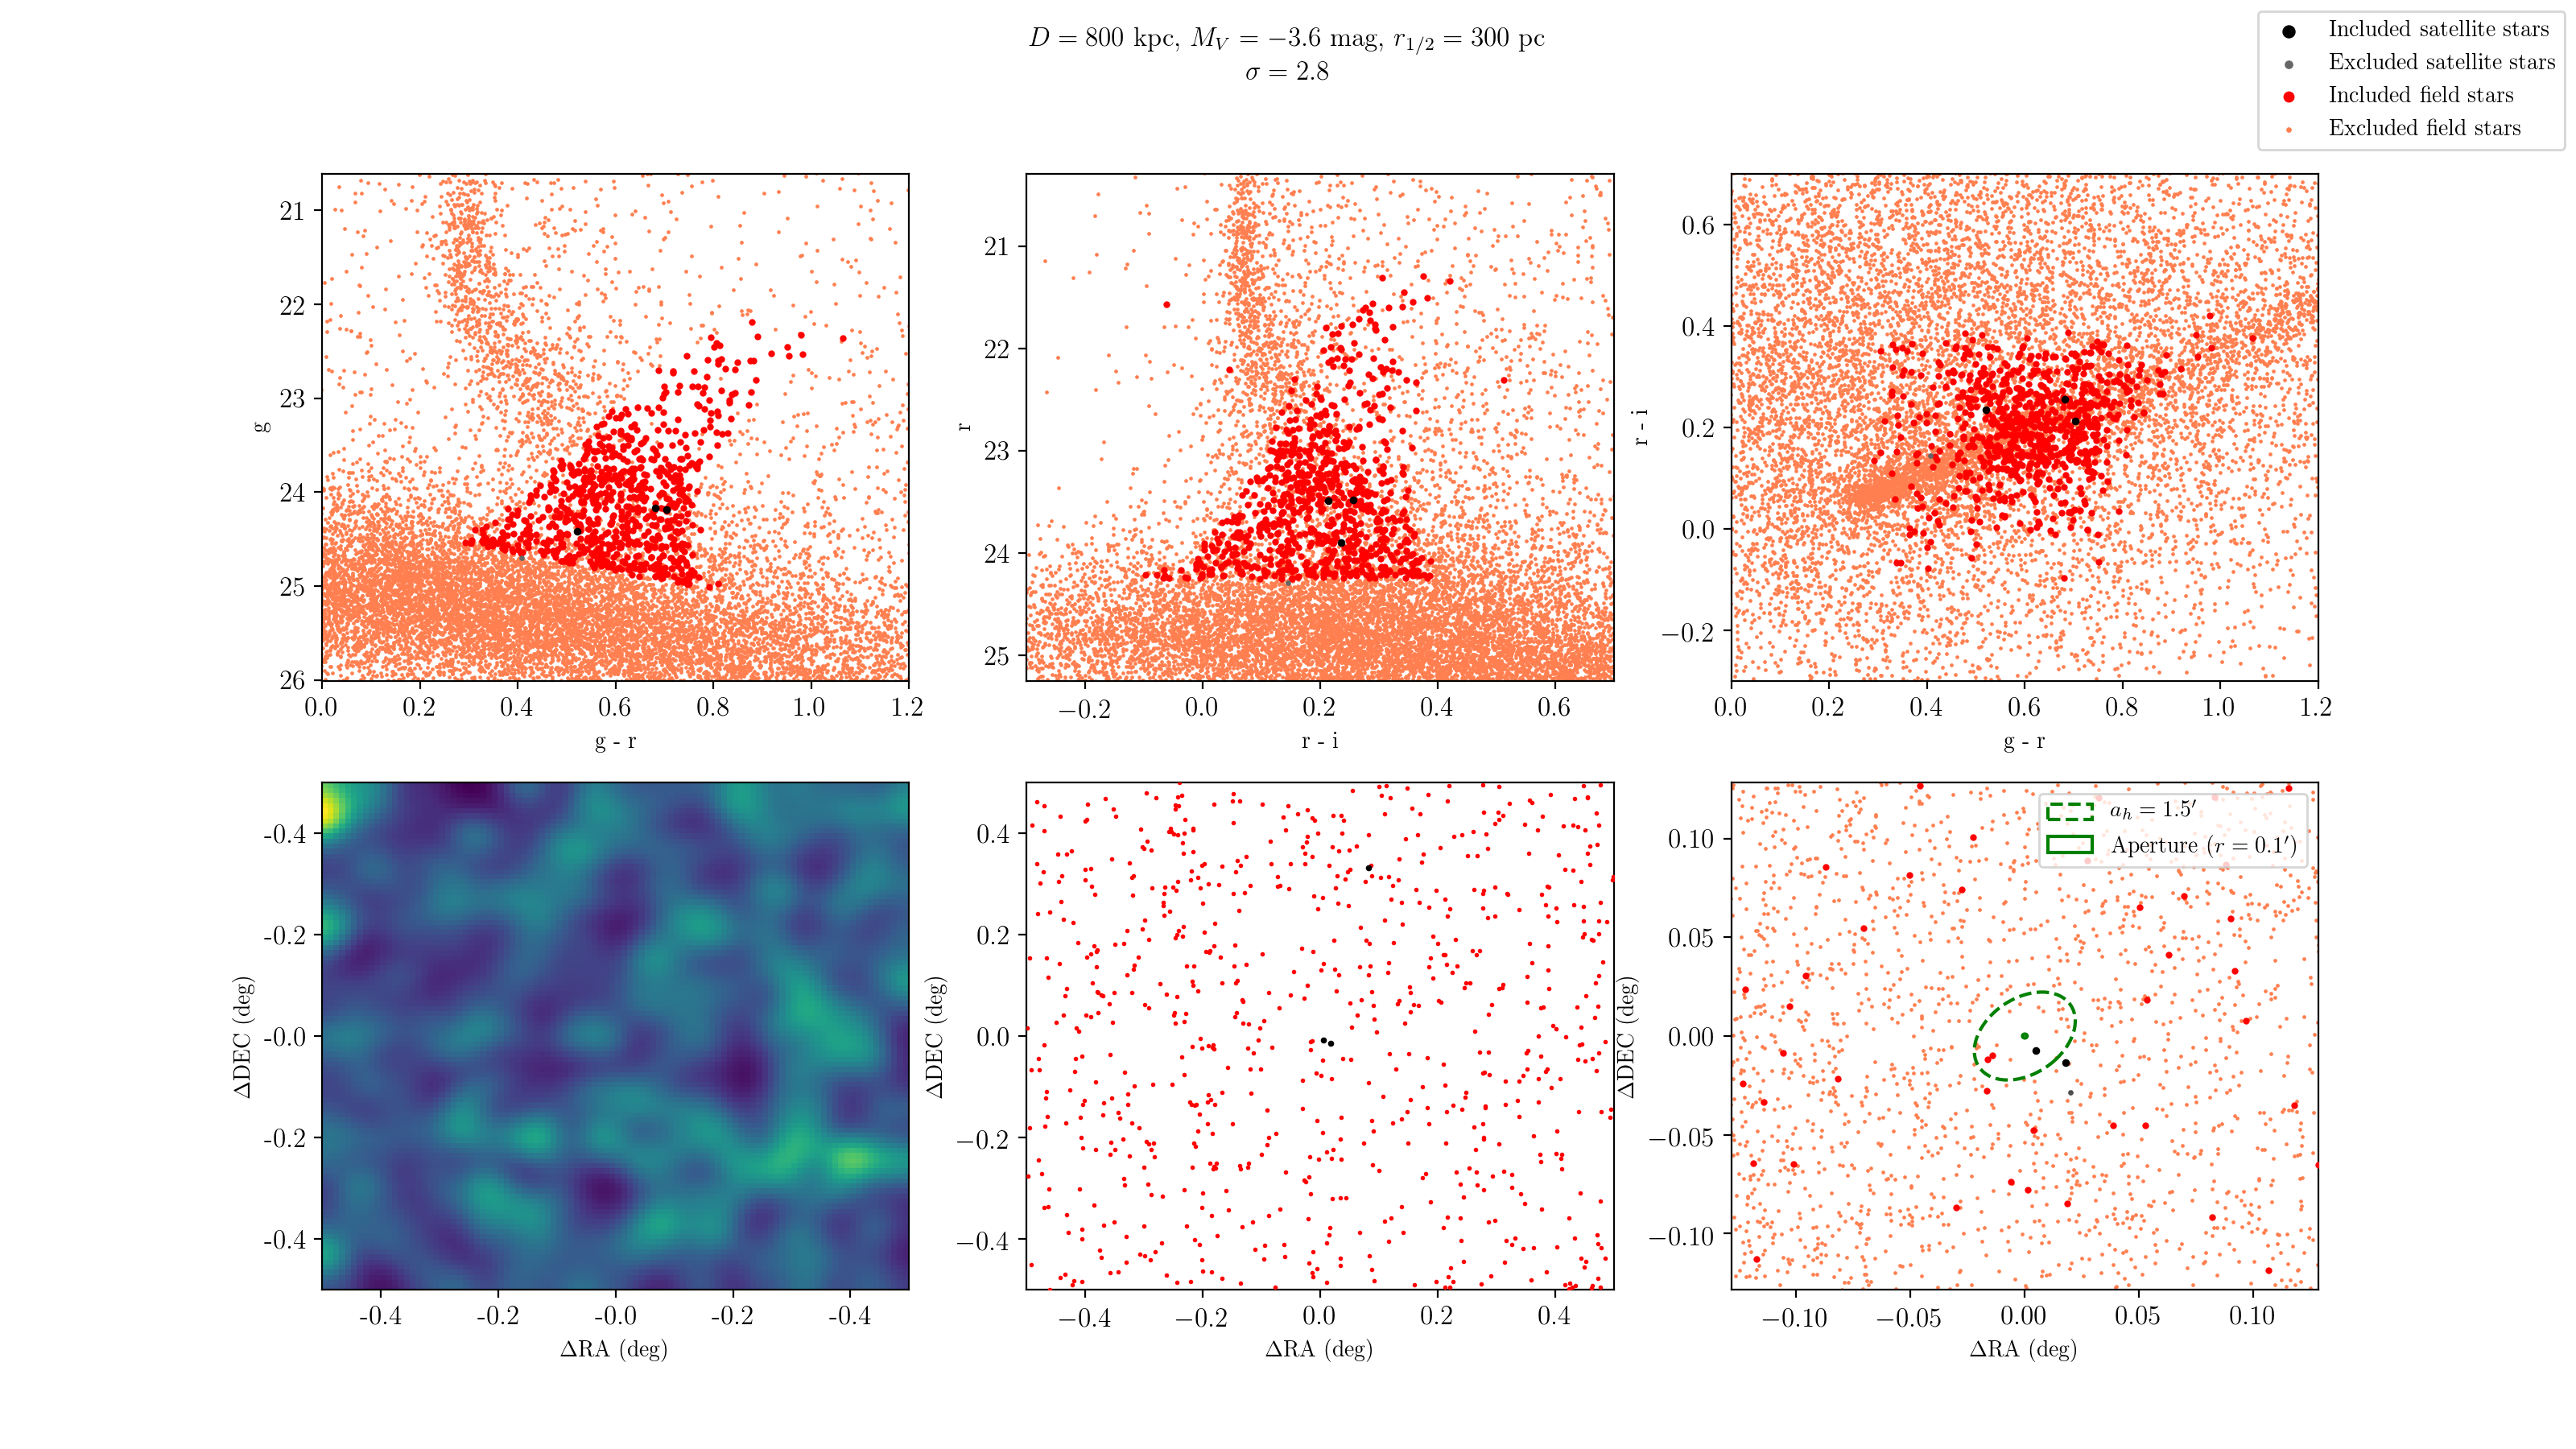 D = 800 kpc, M_V = −3.6 mag, r_{1/2} = 300 pc
σ = 2.8
Included satellite stars
Excluded satellite stars
Included field stars
Excluded field stars
21
22
23
24
25
26
g
0.0 0.2 0.4 0.6 0.8 1.0 1.2
g - r
21
22
23
24
25
r
−0.2 0.0 0.2 0.4 0.6
r - i
0.6
0.4
0.2
0.0
−0.2
r - i
0.0 0.2 0.4 0.6 0.8 1.0 1.2
g - r
-0.4
-0.2
-0.0
-0.2
-0.4
ΔDEC (deg)
-0.4 -0.2 -0.0 -0.2 -0.4
ΔRA (deg)
0.4
0.2
0.0
−0.2
−0.4
ΔDEC (deg)
−0.4 −0.2 0.0 0.2 0.4
ΔRA (deg)
a_h = 1.5′
Aperture (r = 0.1′)
0.10
0.05
0.00
−0.05
−0.10
ΔDEC (deg)
−0.10 −0.05 0.00 0.05 0.10
ΔRA (deg)